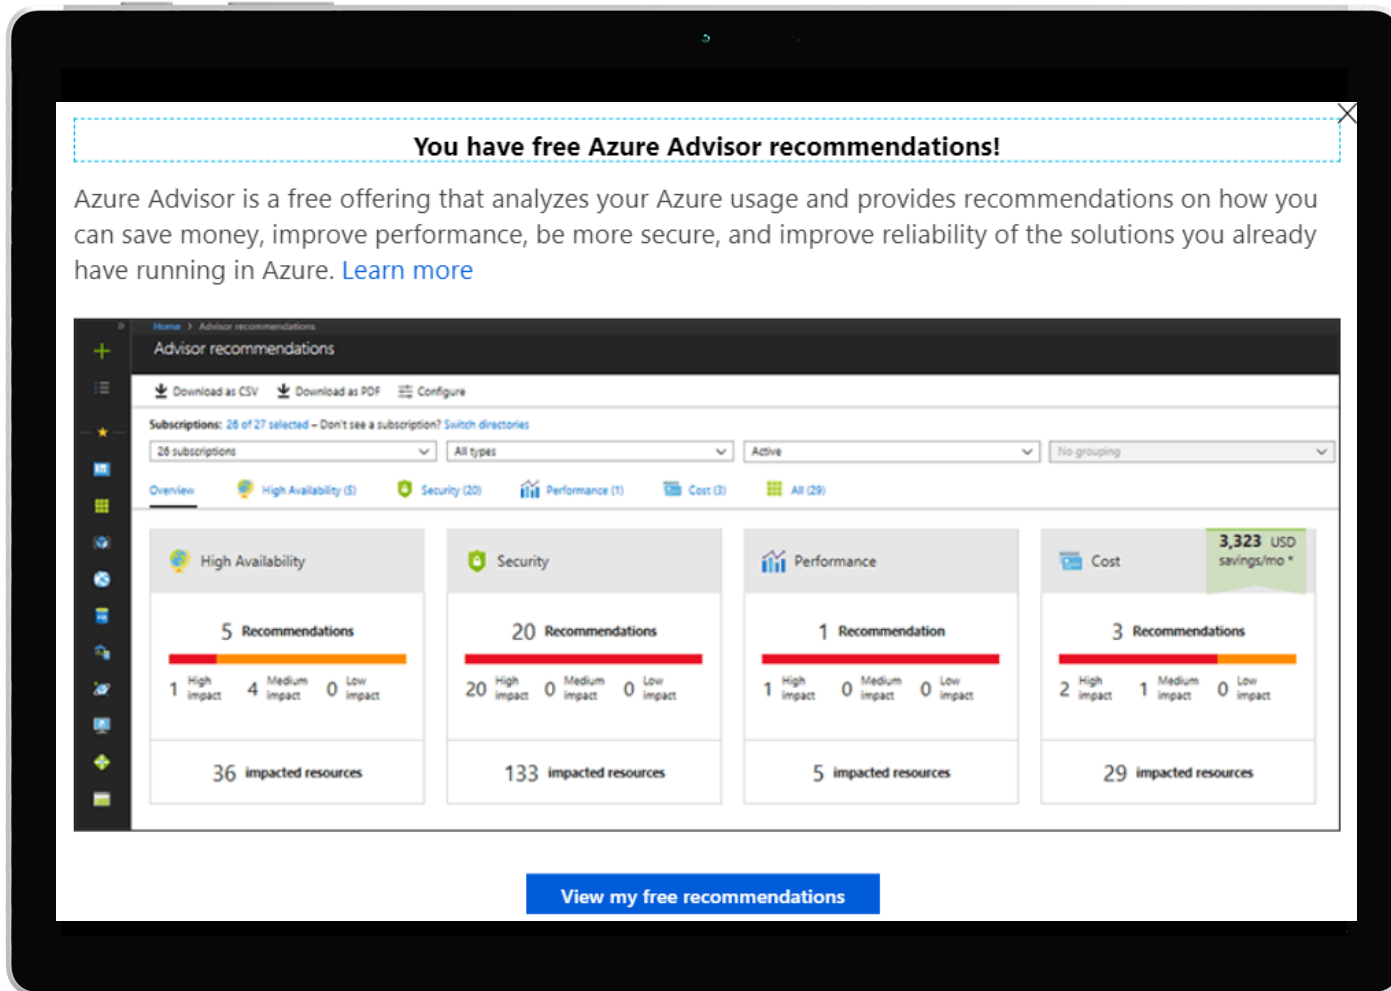 You have free Azure Advisor recommendations!
Azure Advisor is a free offering that analyzes your Azure usage and provides recommendations on how you
can save money, improve performance, be more secure, and improve reliability of the solutions you already
have running in Azure. Learn more
Home > Advisor recommendations
Advisor recommendations
Download as CSV Download as PDF Configure
Subscriptions: 26 of 27 selected – Don't see a subscription? Switch directories
26 subscriptions All types Active No grouping
Overview High Availability (5) Security (20) Performance (1) Cost (3) All (29)
High Availability Security Performance Cost 3,323 USD
savings/mo *
5 Recommendations 20 Recommendations 1 Recommendation 3 Recommendations
1 High impact 4 Medium impact 0 Low impact 20 High impact 0 Medium impact 0 Low impact 1 High impact 0 Medium impact 0 Low impact 2 High impact 1 Medium impact 0 Low impact
36 impacted resources 133 impacted resources 5 impacted resources 29 impacted resources
View my free recommendations